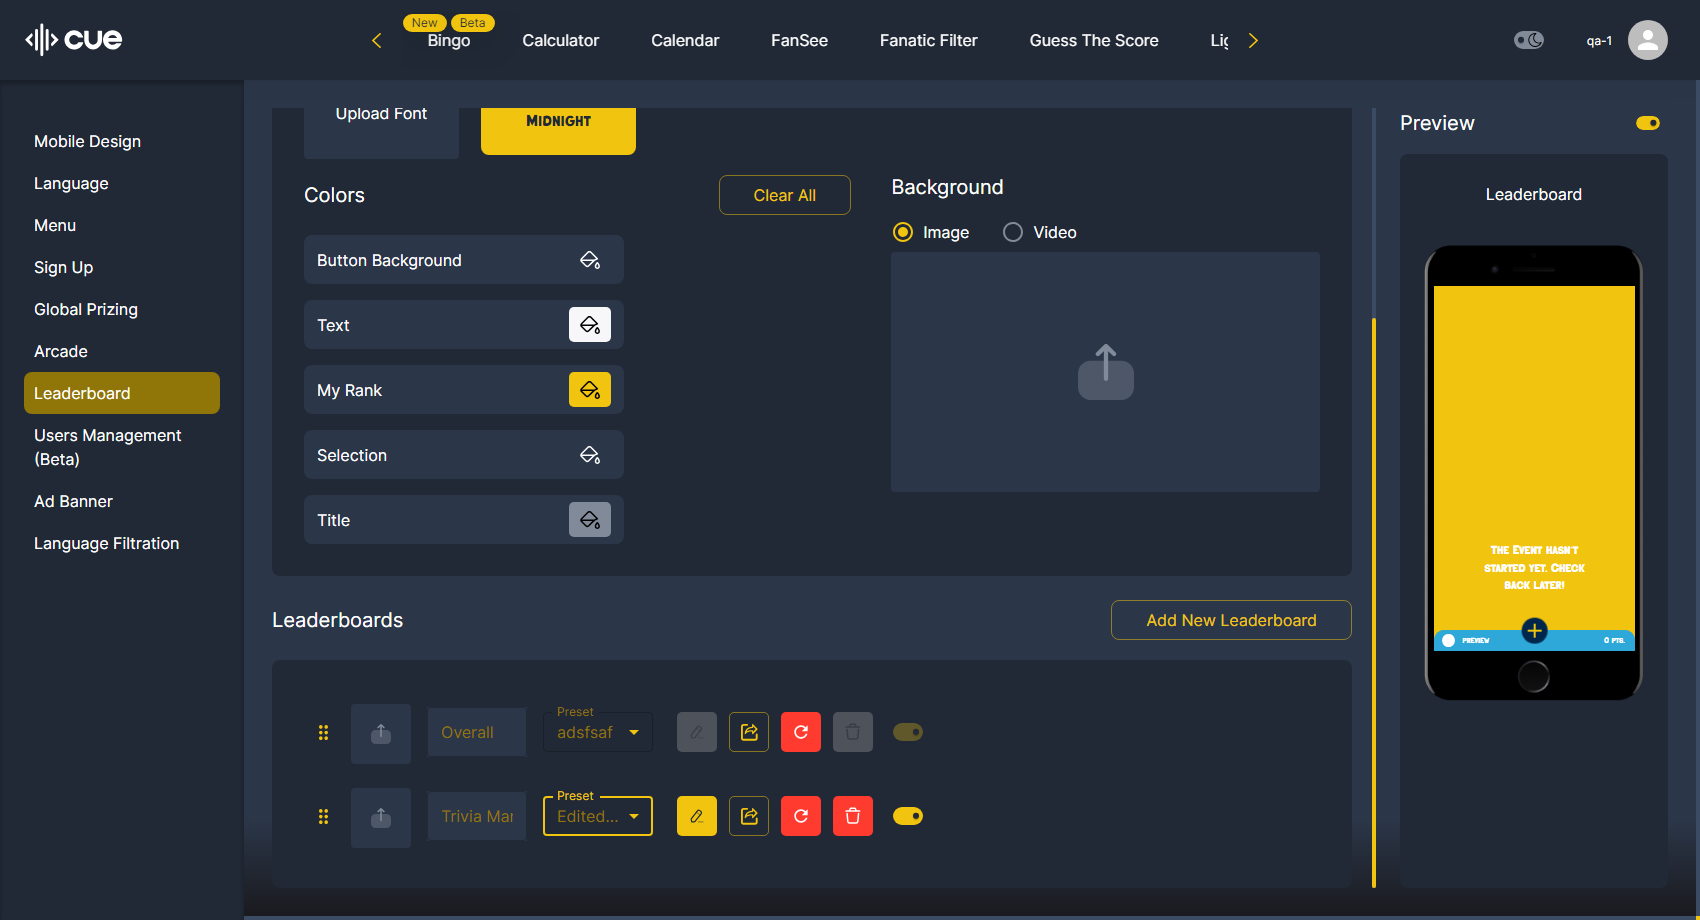 cue
New
Beta
Bingo
Calculator
Calendar
FanSee
Fanatic Filter
Guess The Score
Lig
qa-1
Mobile Design
Language
Menu
Sign Up
Global Prizing
Arcade
Leaderboard
Users Management
(Beta)
Ad Banner
Language Filtration
Upload Font
MIDNIGHT
Colors
Clear All
Button Background
Text
My Rank
Selection
Title
Background
Image
Video
Leaderboards
Add New Leaderboard
Overall
Preset
adsfsaf
Trivia Mar
Preset
Edited...
Preview
Leaderboard
THE EVENT HASN'T
STARTED YET. CHECK
BACK LATER!
PREVIEW
0 PTS.